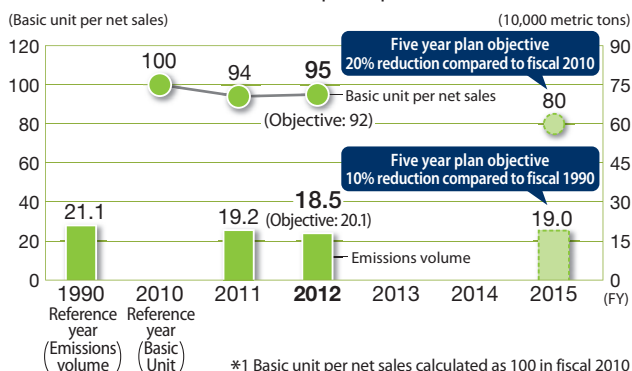 (Basic unit per net sales)
(10,000 metric tons)
120
100
80
60
40
20
0
90
75
60
45
30
15
0
Five year plan objective
20% reduction compared to fiscal 2010
100
94
95
Basic unit per net sales
(Objective: 92)
80
Five year plan objective
10% reduction compared to fiscal 1990
21.1
19.2
18.5
(Objective: 20.1)
19.0
Emissions volume
1990
Reference
year
(Emissions
volume)
2010
Reference
year
(Basic
Unit)
2011
2012
2013
2014
2015
(FY)
*1 Basic unit per net sales calculated as 100 in fiscal 2010